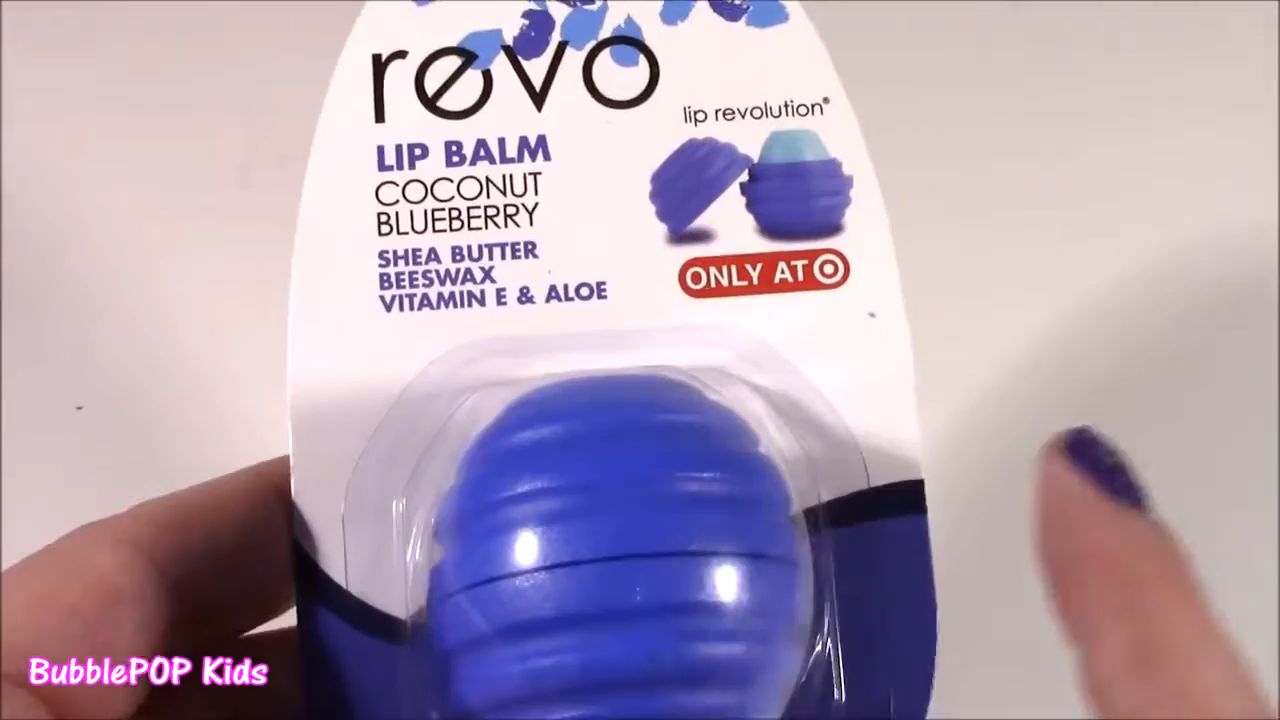 revo
lip revolution®
LIP BALM
COCONUT
BLUEBERRY
SHEA BUTTER
BEESWAX
VITAMIN E & ALOE
ONLY AT
BubblePOP Kids